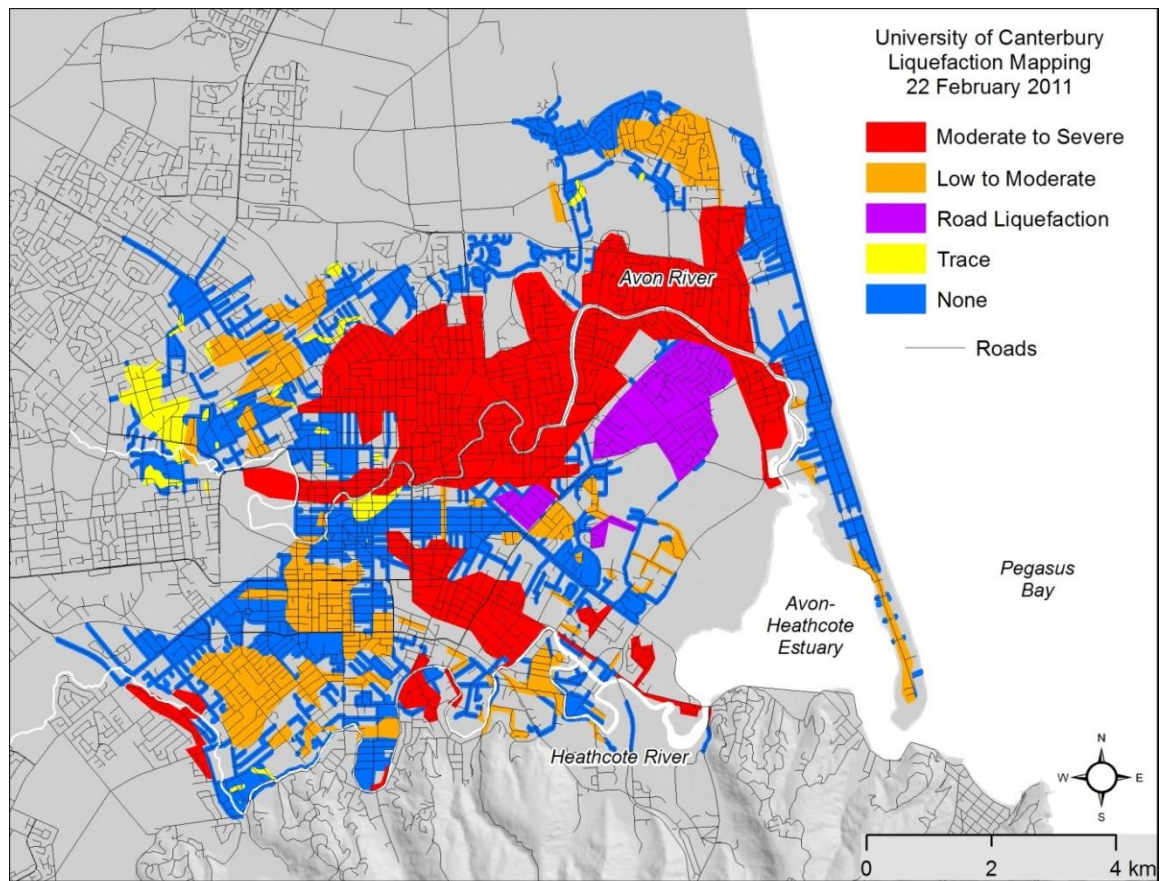 University of Canterbury
Liquefaction Mapping
22 February 2011
Moderate to Severe
Low to Moderate
Road Liquefaction
Trace
None
Roads
Avon River
Pegasus
Bay
Avon-
Heathcote
Estuary
Heathcote River
N
W E
S
0 2 4 km